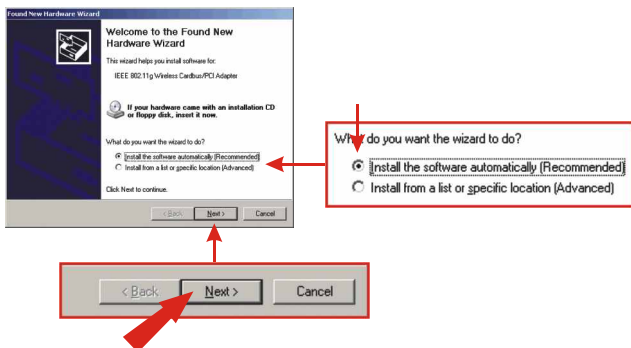 Found New Hardware Wizard
Welcome to the Found New
Hardware Wizard
This wizard helps you install software for:
IEEE 802.11g Wireless Cardbus/PCI Adapter
If your hardware came with an installation CD
or floppy disk, insert it now.
What do you want the wizard to do?
Install the software automatically (Recommended)
Install from a list or specific location (Advanced)
Click Next to continue.
< Back
Next >
Cancel
What do you want the wizard to do?
Install the software automatically (Recommended)
Install from a list or specific location (Advanced)
< Back
Next >
Cancel